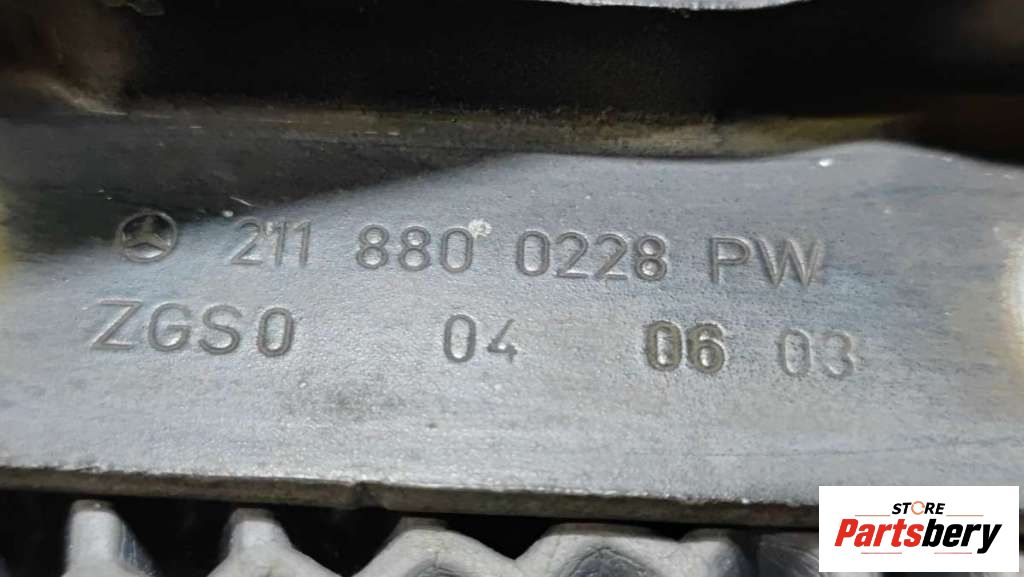 211 880 0228 PW
ZGS0 04 06 03
STORE
Partsbery